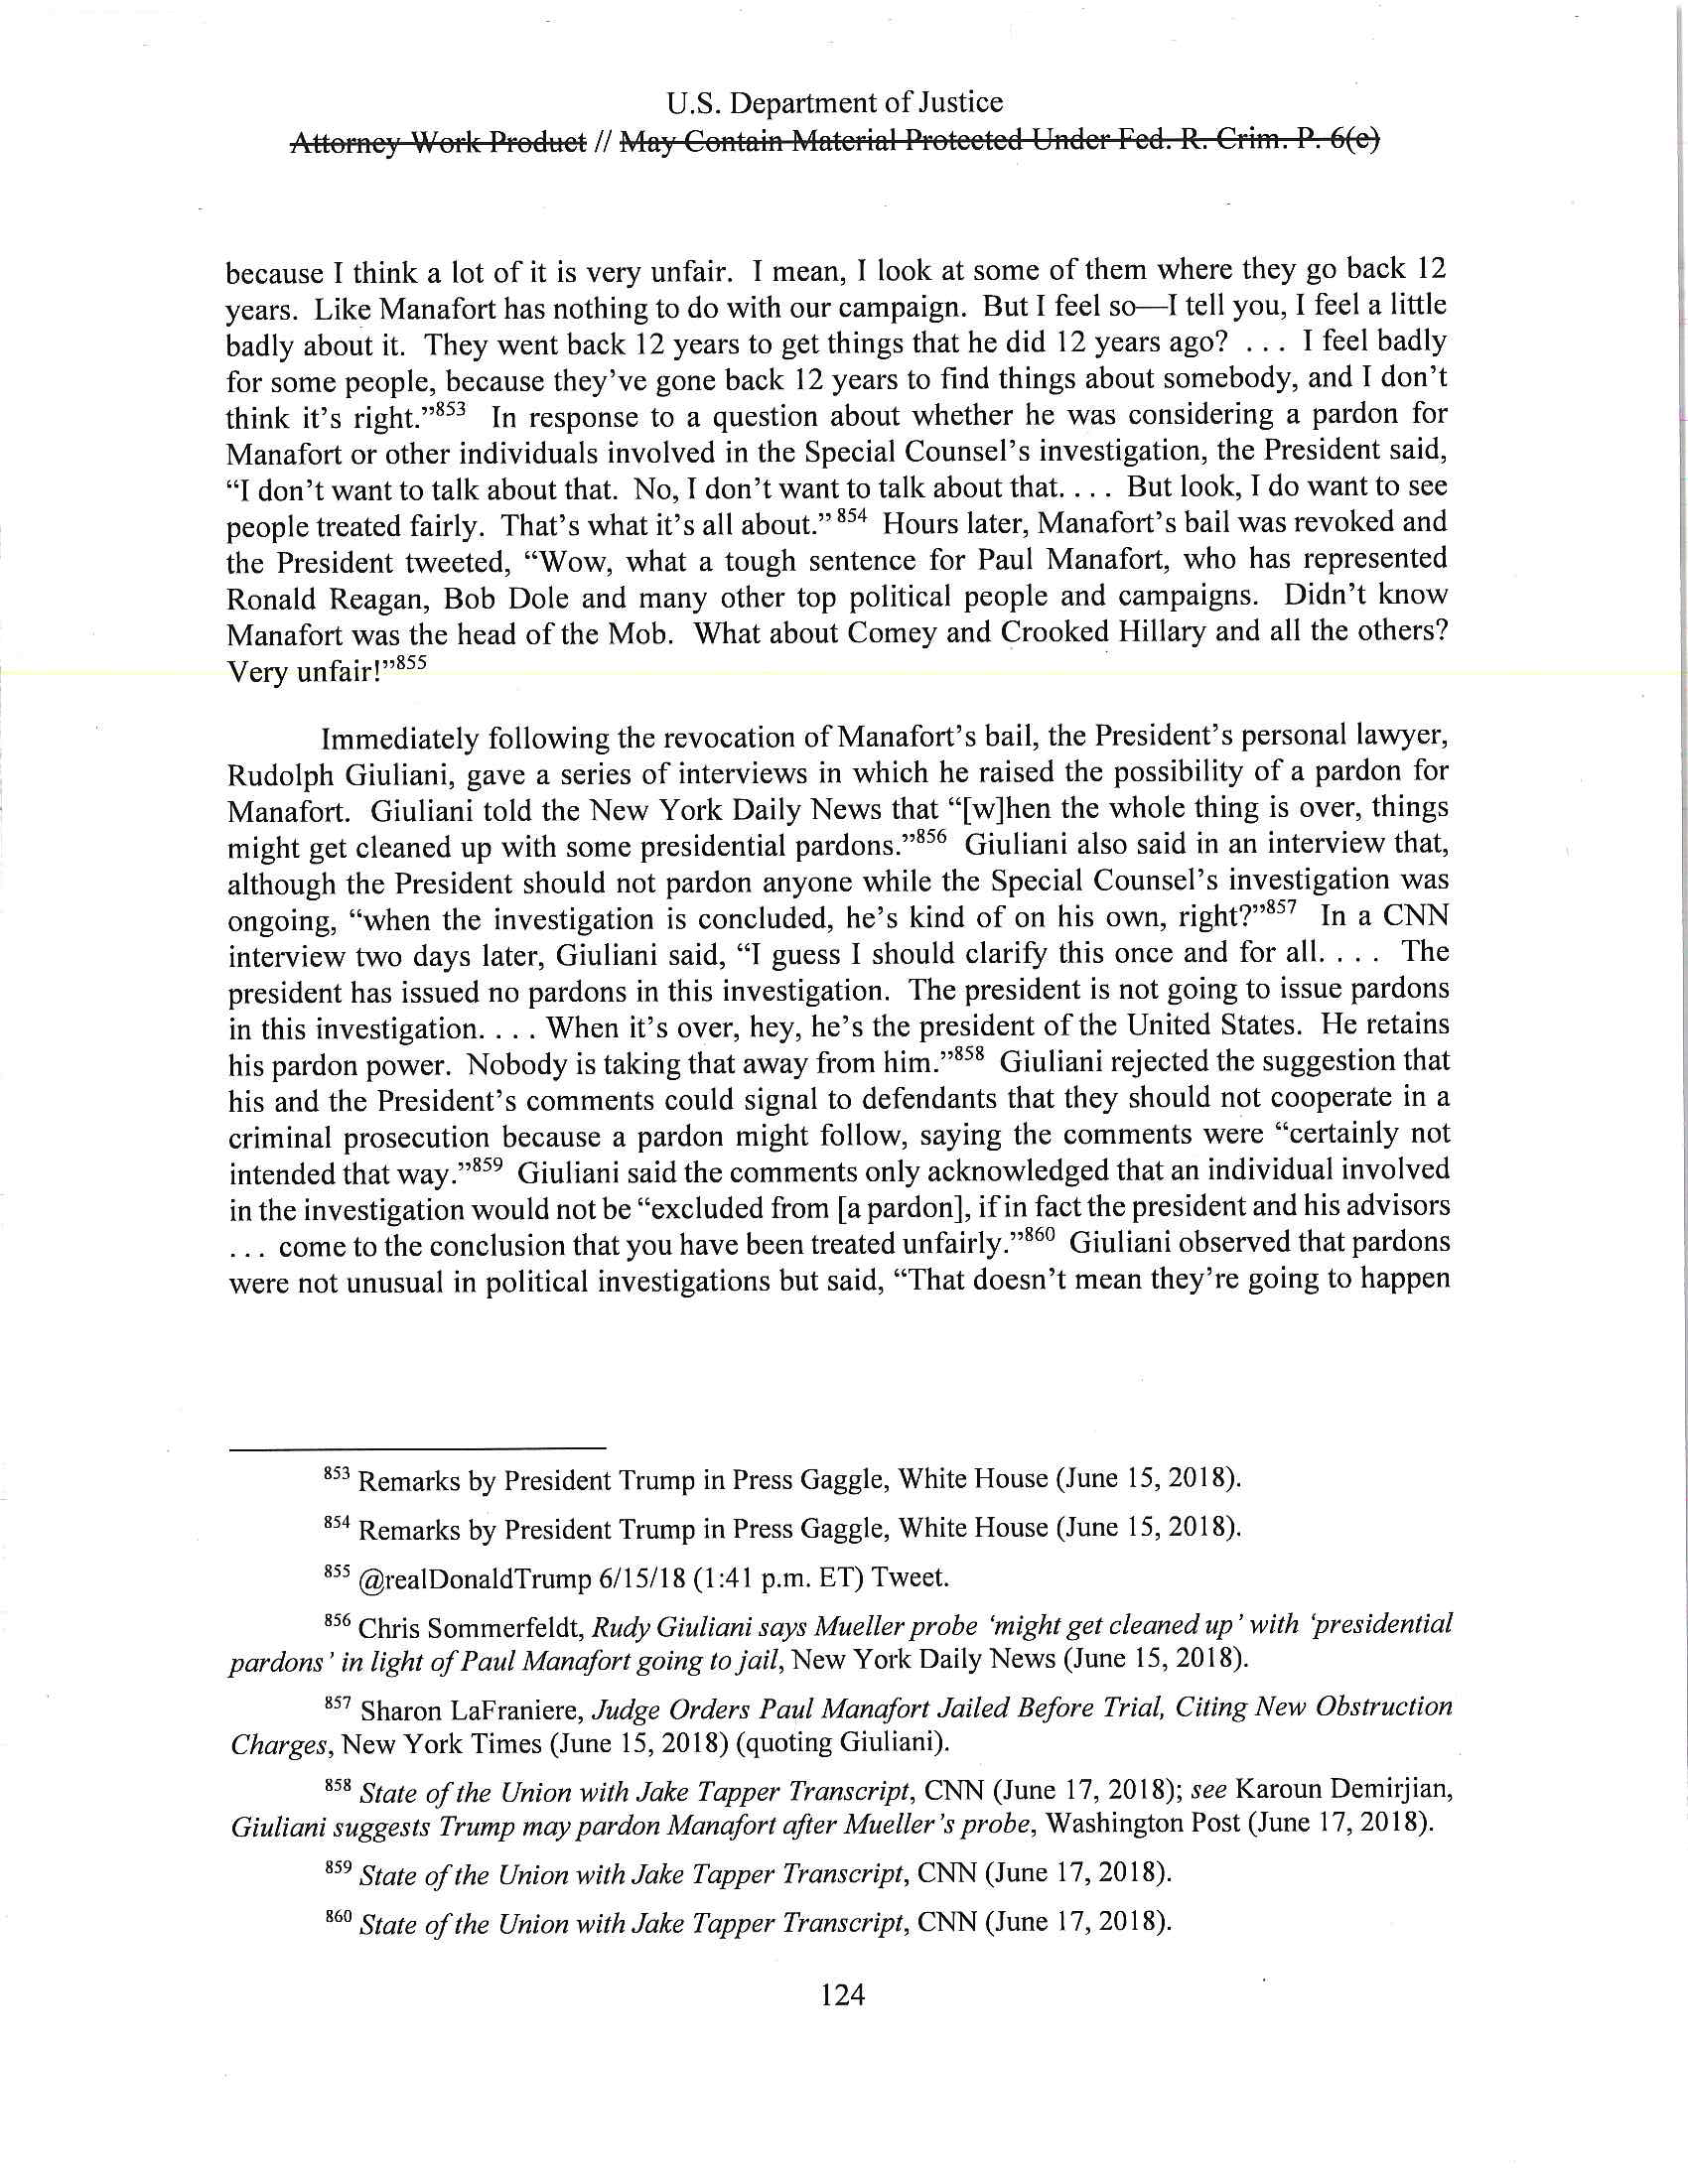 U.S. Department of Justice
Attorney Work Product // May Contain Material Protected Under Fed. R. Crim. P. 6(e)
because I think a lot of it is very unfair. I mean, I look at some of them where they go back 12
years. Like Manafort has nothing to do with our campaign. But I feel so—I tell you, I feel a little
badly about it. They went back 12 years to get things that he did 12 years ago? . . . I feel badly
for some people, because they’ve gone back 12 years to find things about somebody, and I don’t
think it’s right.”853 In response to a question about whether he was considering a pardon for
Manafort or other individuals involved in the Special Counsel’s investigation, the President said,
“I don’t want to talk about that. No, I don’t want to talk about that. . . . But look, I do want to see
people treated fairly. That’s what it’s all about.” 854 Hours later, Manafort’s bail was revoked and
the President tweeted, “Wow, what a tough sentence for Paul Manafort, who has represented
Ronald Reagan, Bob Dole and many other top political people and campaigns. Didn’t know
Manafort was the head of the Mob. What about Comey and Crooked Hillary and all the others?
Very unfair!”855
Immediately following the revocation of Manafort’s bail, the President’s personal lawyer,
Rudolph Giuliani, gave a series of interviews in which he raised the possibility of a pardon for
Manafort. Giuliani told the New York Daily News that “[w]hen the whole thing is over, things
might get cleaned up with some presidential pardons.”856 Giuliani also said in an interview that,
although the President should not pardon anyone while the Special Counsel’s investigation was
ongoing, “when the investigation is concluded, he’s kind of on his own, right?”857 In a CNN
interview two days later, Giuliani said, “I guess I should clarify this once and for all. . . . The
president has issued no pardons in this investigation. The president is not going to issue pardons
in this investigation. . . . When it’s over, hey, he’s the president of the United States. He retains
his pardon power. Nobody is taking that away from him.”858 Giuliani rejected the suggestion that
his and the President’s comments could signal to defendants that they should not cooperate in a
criminal prosecution because a pardon might follow, saying the comments were “certainly not
intended that way.”859 Giuliani said the comments only acknowledged that an individual involved
in the investigation would not be “excluded from [a pardon], if in fact the president and his advisors
. . . come to the conclusion that you have been treated unfairly.”860 Giuliani observed that pardons
were not unusual in political investigations but said, “That doesn’t mean they’re going to happen
853 Remarks by President Trump in Press Gaggle, White House (June 15, 2018).
854 Remarks by President Trump in Press Gaggle, White House (June 15, 2018).
855 @realDonaldTrump 6/15/18 (1:41 p.m. ET) Tweet.
856 Chris Sommerfeldt, Rudy Giuliani says Mueller probe ‘might get cleaned up’ with ‘presidential
pardons’ in light of Paul Manafort going to jail, New York Daily News (June 15, 2018).
857 Sharon LaFraniere, Judge Orders Paul Manafort Jailed Before Trial, Citing New Obstruction
Charges, New York Times (June 15, 2018) (quoting Giuliani).
858 State of the Union with Jake Tapper Transcript, CNN (June 17, 2018); see Karoun Demirjian,
Giuliani suggests Trump may pardon Manafort after Mueller’s probe, Washington Post (June 17, 2018).
859 State of the Union with Jake Tapper Transcript, CNN (June 17, 2018).
860 State of the Union with Jake Tapper Transcript, CNN (June 17, 2018).
124